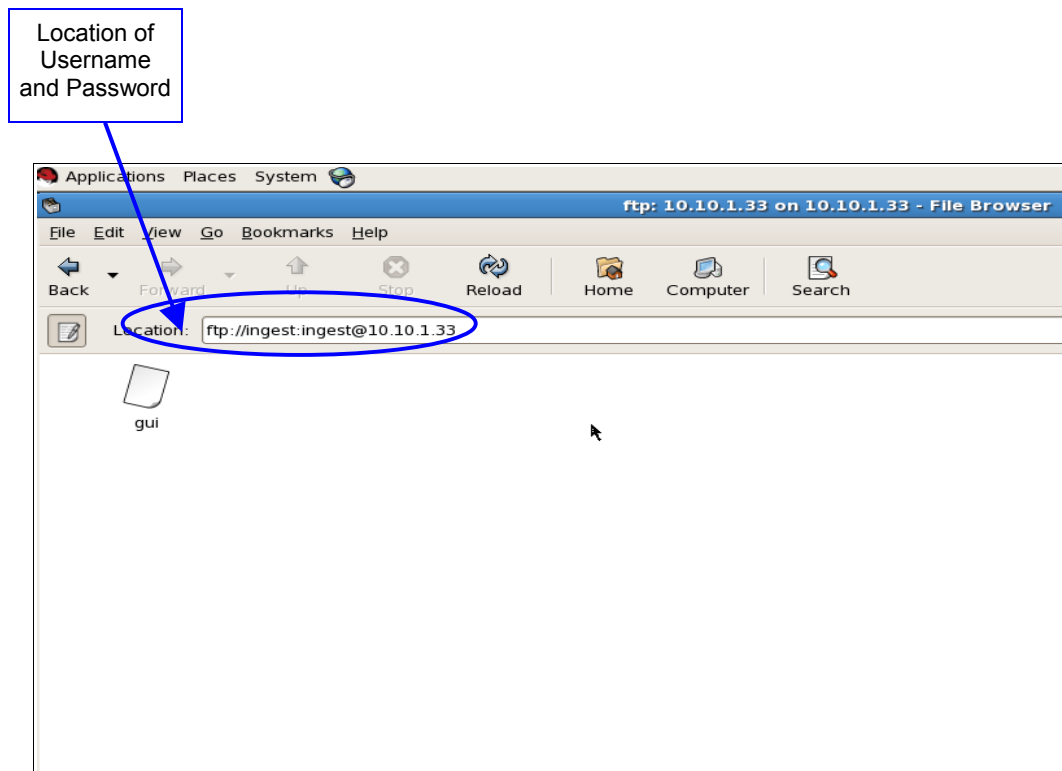 Location of
Username
and Password
Applications Places System
ftp: 10.10.1.33 on 10.10.1.33 - File Browser
File Edit View Go Bookmarks Help
Back Forward Up Stop Reload Home Computer Search
Location: ftp://ingest:ingest@10.10.1.33
gui